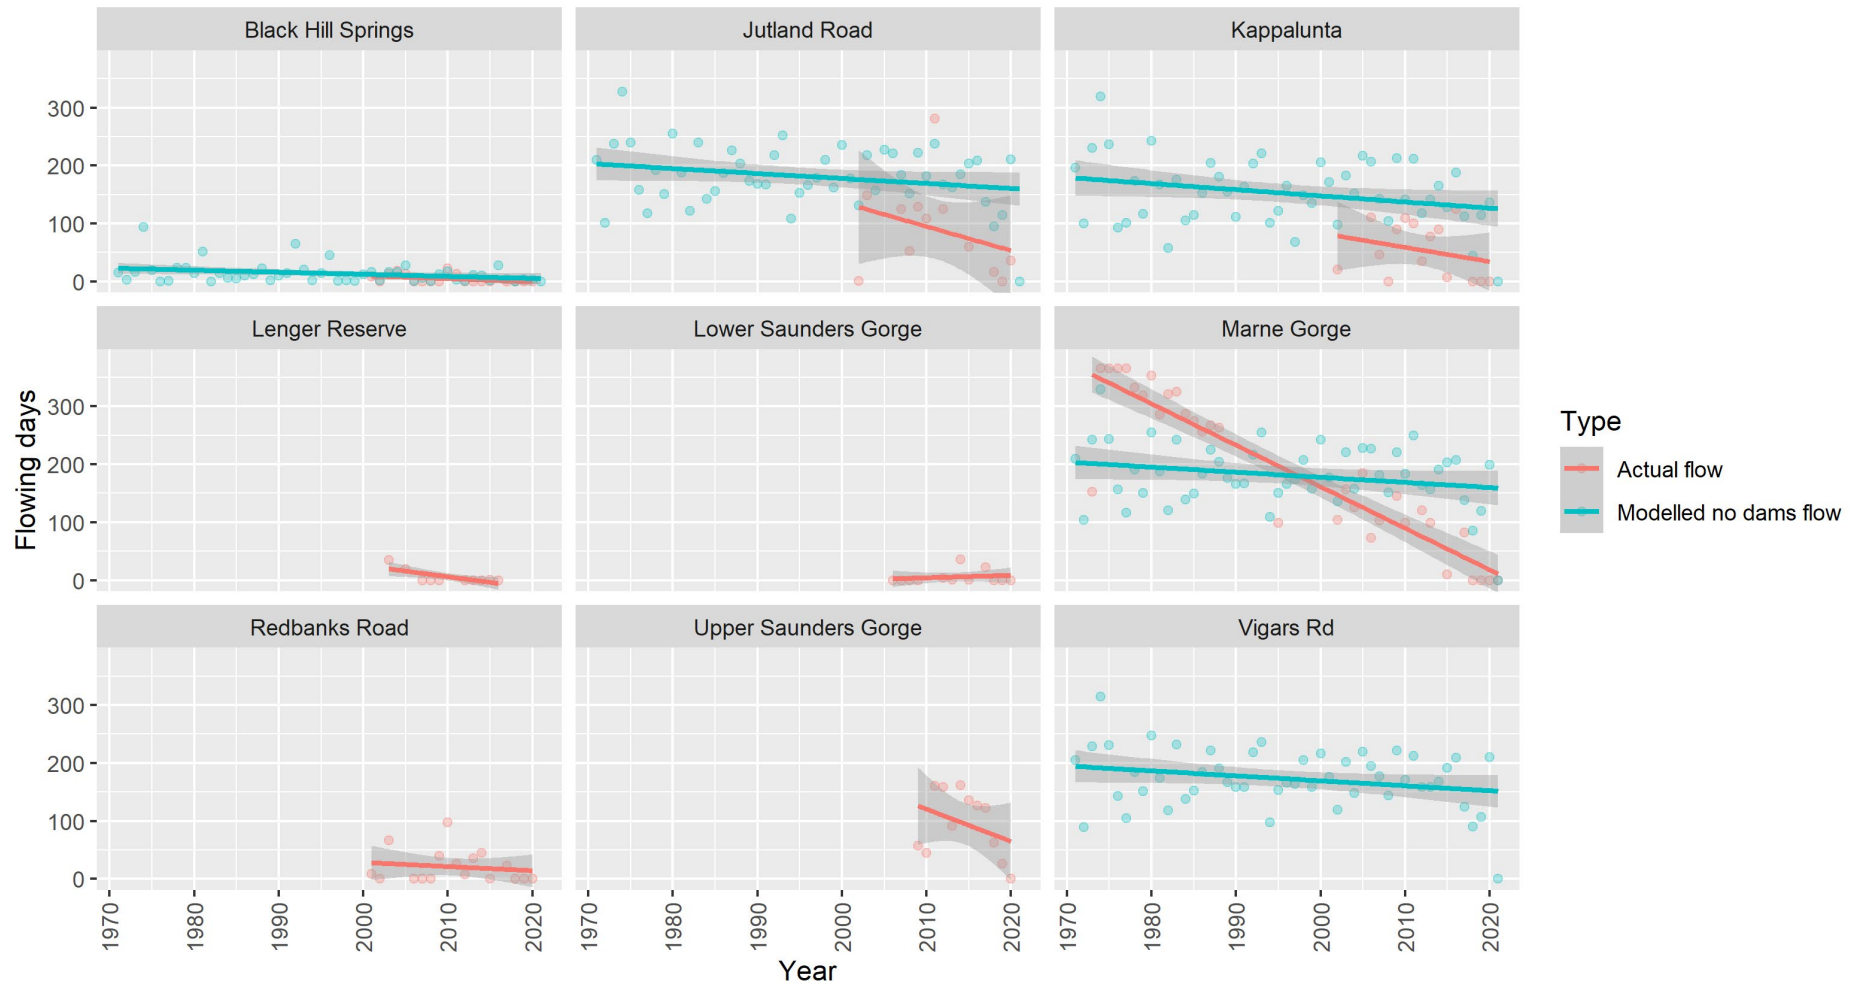 Black Hill Springs
Jutland Road
Kappalunta
300
200
100
0
Lenger Reserve
Lower Saunders Gorge
Marne Gorge
300
200
100
0
Redbanks Road
Upper Saunders Gorge
Vigars Rd
300
200
100
0
1970
1980
1990
2000
2010
2020
1970
1980
1990
2000
2010
2020
1970
1980
1990
2000
2010
2020
Year
Flowing days
Type
Actual flow
Modelled no dams flow